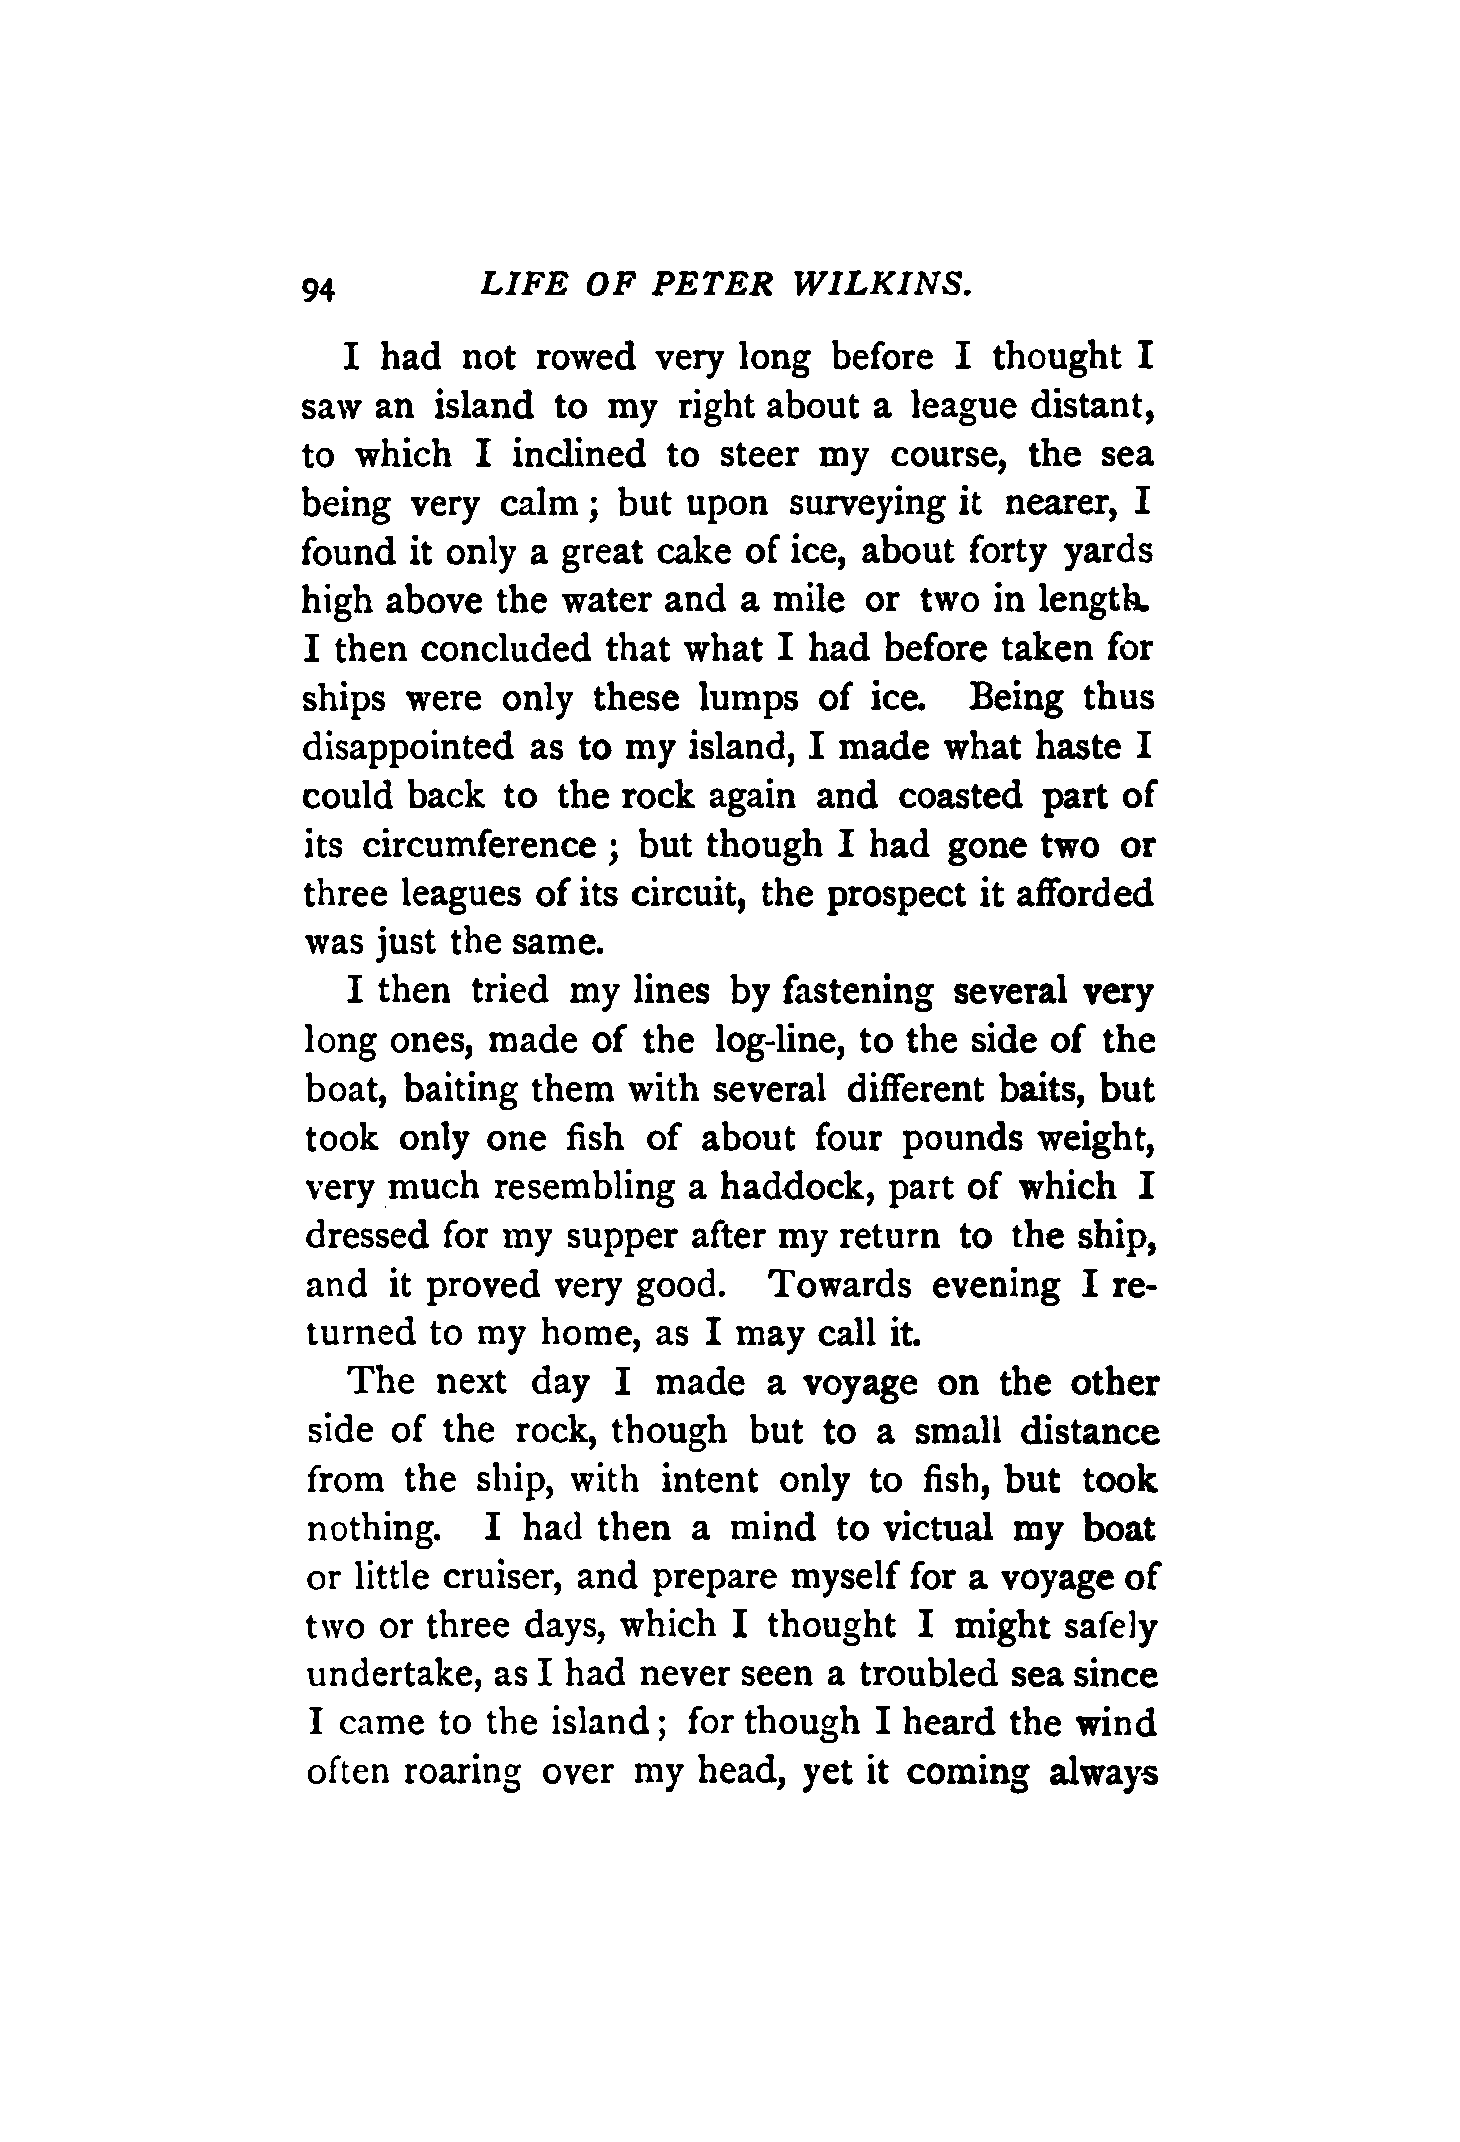 94 LIFE OF PETER WILKINS.
I had not rowed very long before I thought I
saw an island to my right about a league distant,
to which I inclined to steer my course, the sea
being very calm ; but upon surveying it nearer, I
found it only a great cake of ice, about forty yards
high above the water and a mile or two in length.
I then concluded that what I had before taken for
ships were only these lumps of ice. Being thus
disappointed as to my island, I made what haste I
could back to the rock again and coasted part of
its circumference ; but though I had gone two or
three leagues of its circuit, the prospect it afforded
was just the same.
I then tried my lines by fastening several very
long ones, made of the log-line, to the side of the
boat, baiting them with several different baits, but
took only one fish of about four pounds weight,
very much resembling a haddock, part of which I
dressed for my supper after my return to the ship,
and it proved very good. Towards evening I re-
turned to my home, as I may call it.
The next day I made a voyage on the other
side of the rock, though but to a small distance
from the ship, with intent only to fish, but took
nothing. I had then a mind to victual my boat
or little cruiser, and prepare myself for a voyage of
two or three days, which I thought I might safely
undertake, as I had never seen a troubled sea since
I came to the island ; for though I heard the wind
often roaring over my head, yet it coming always